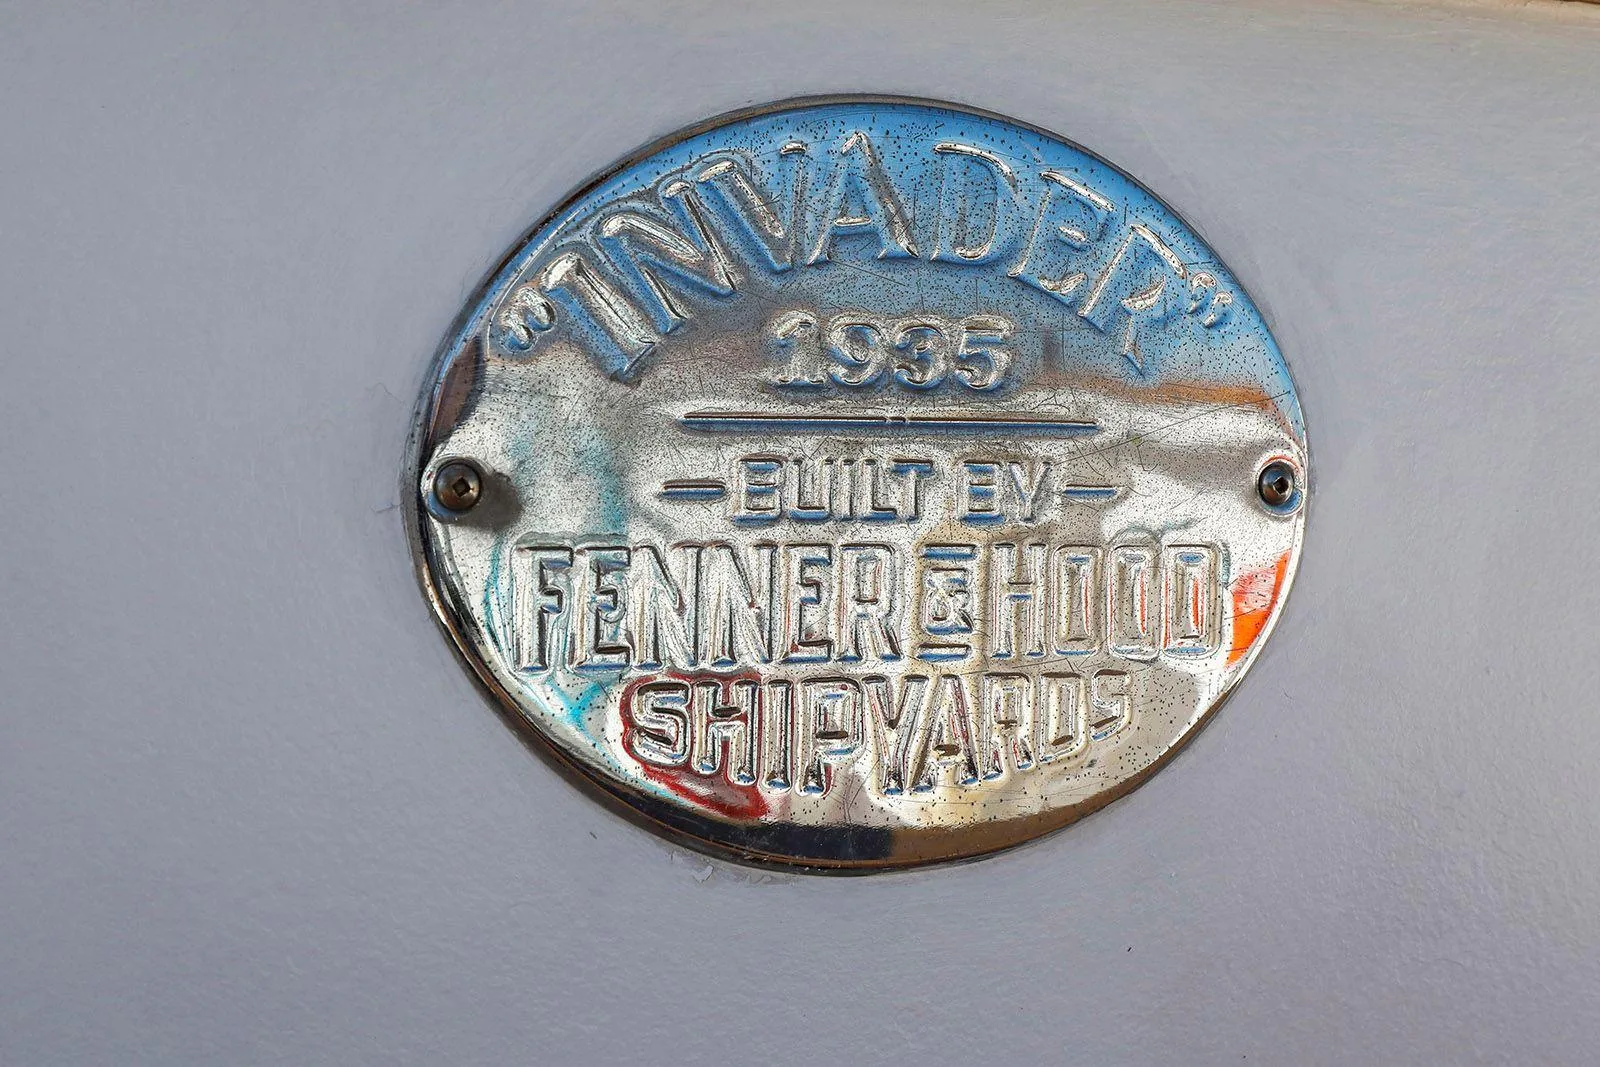 "INVADER"
1935
-BUILT BY-
FENNER & HOOD
SHIPYARDS